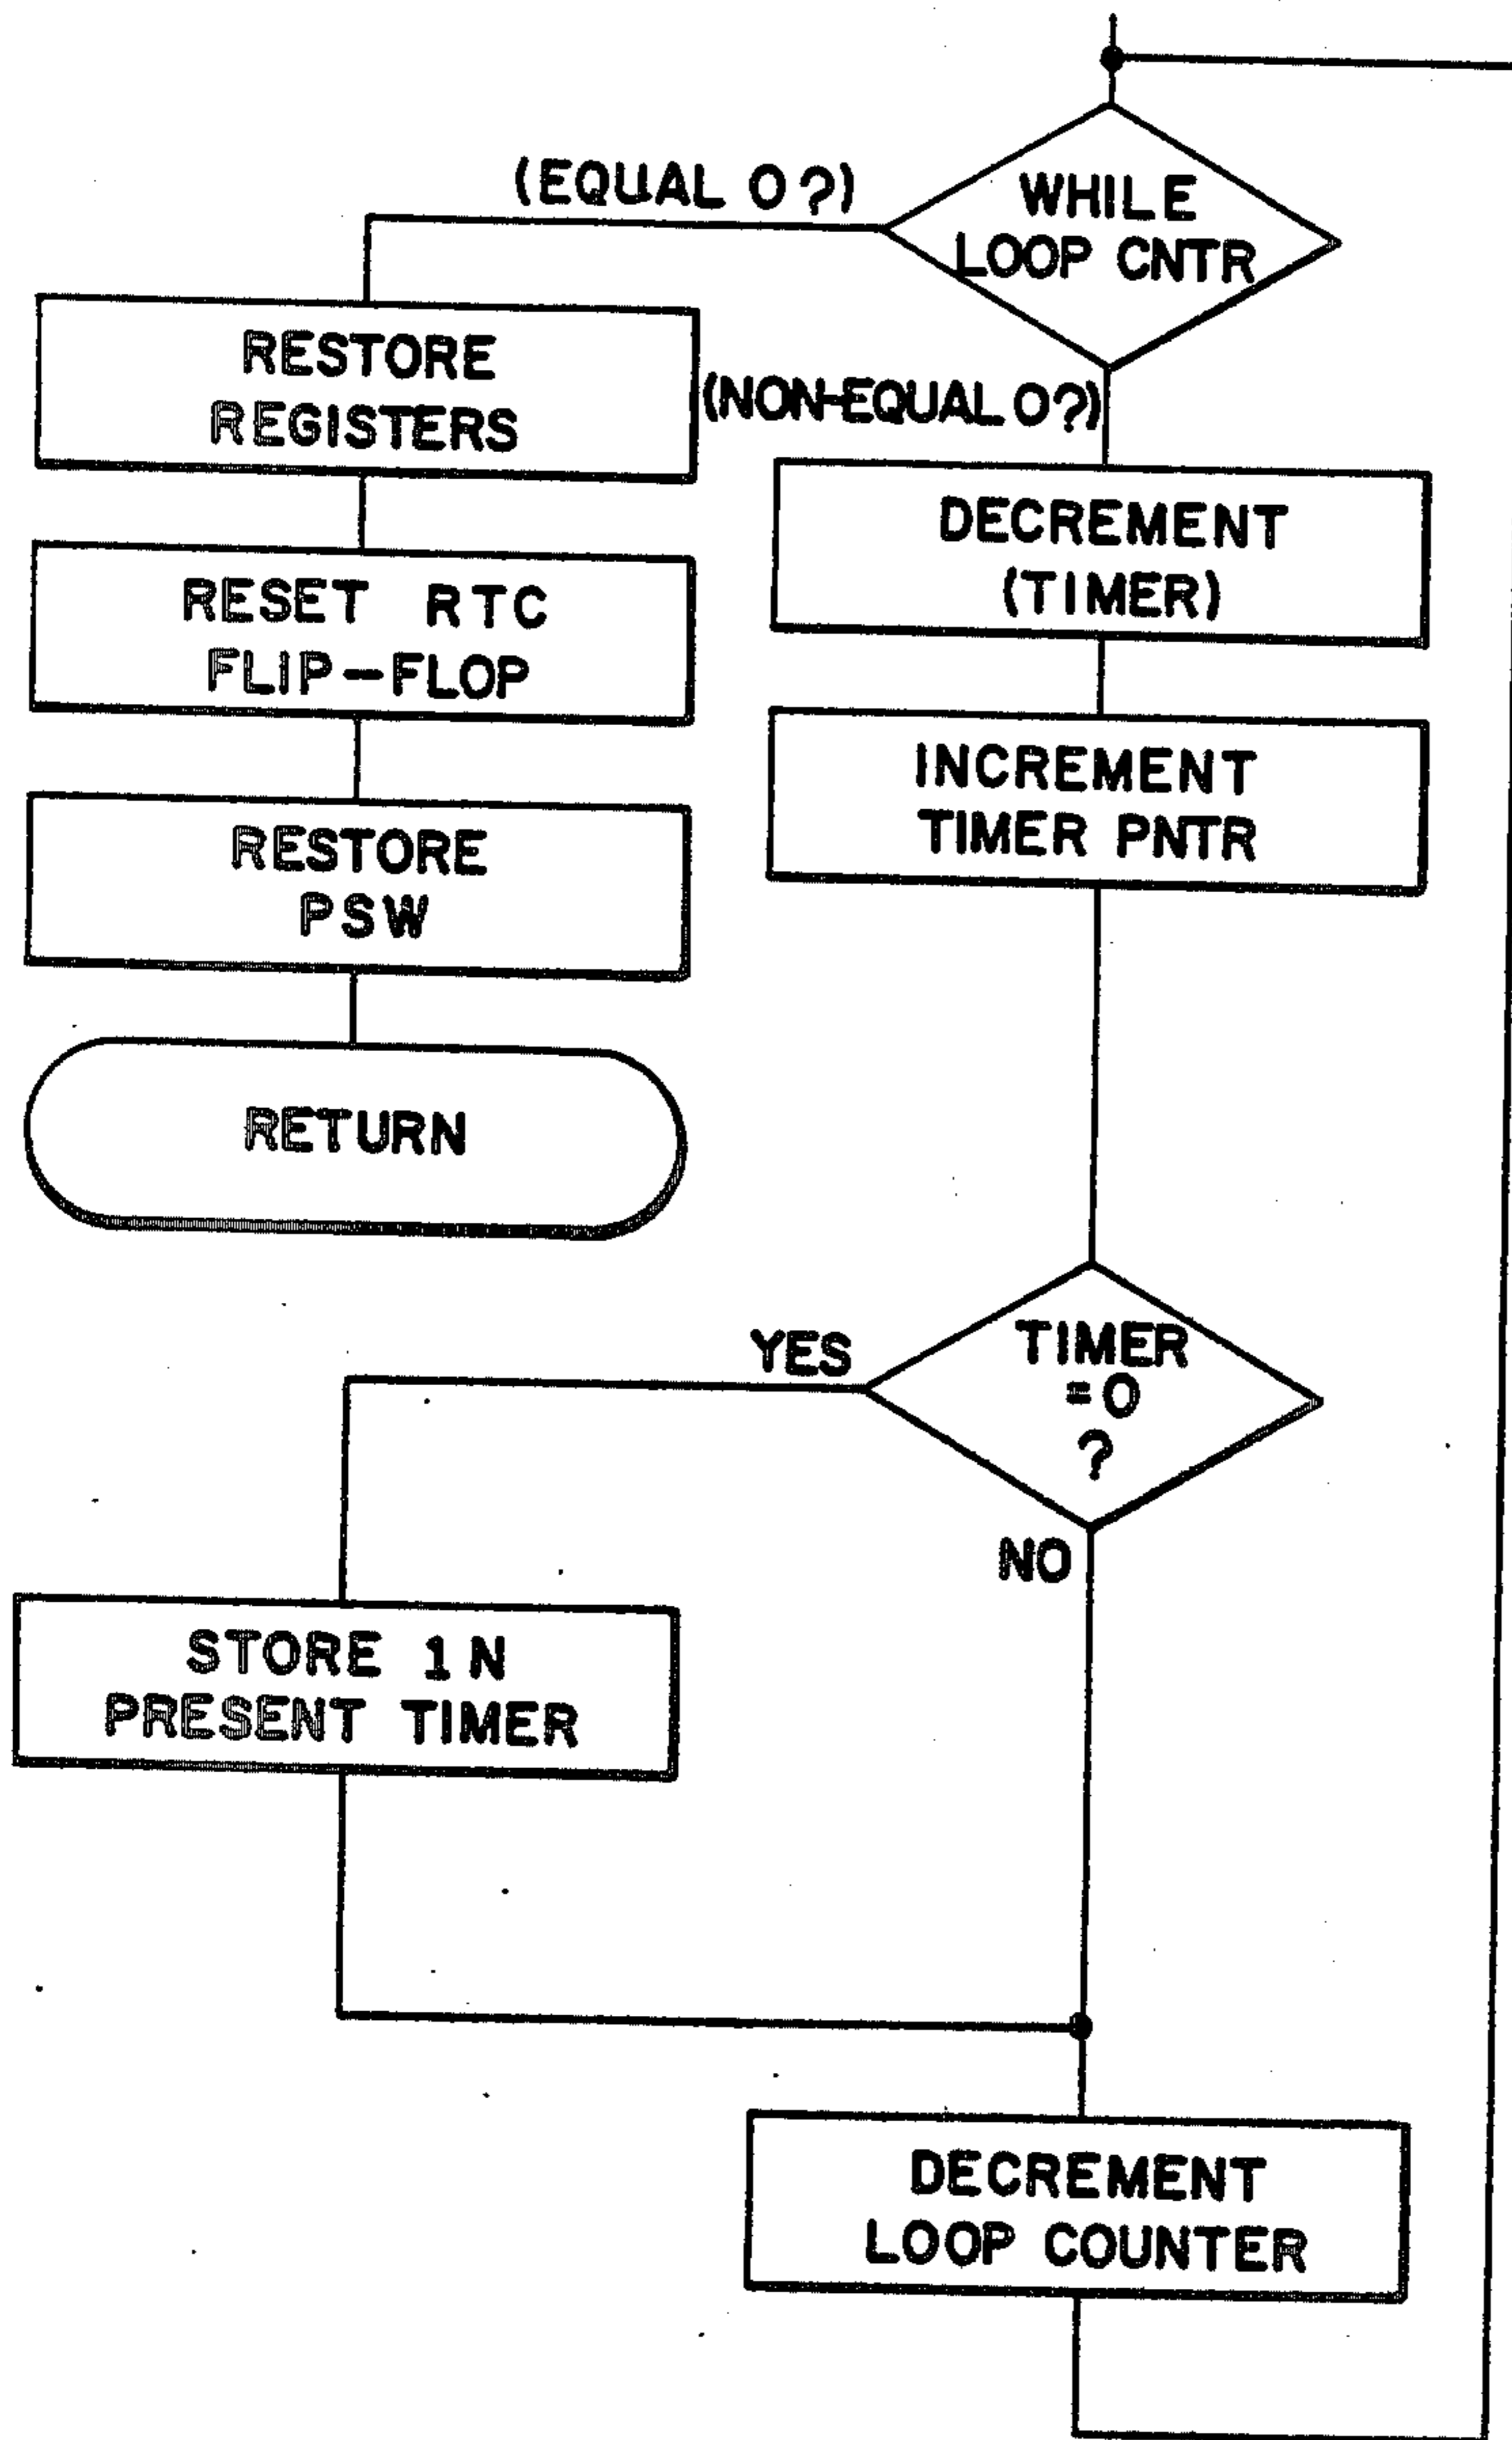 (EQUAL 0?)
WHILE
LOOP CNTR
RESTORE
REGISTERS
(NON-EQUAL 0?)
DECREMENT
(TIMER)
RESET RTC
FLIP-FLOP
INCREMENT
TIMER PNTR
RESTORE
PSW
RETURN
YES
TIMER
=0
?
NO
STORE 1 N
PRESENT TIMER
DECREMENT
LOOP COUNTER